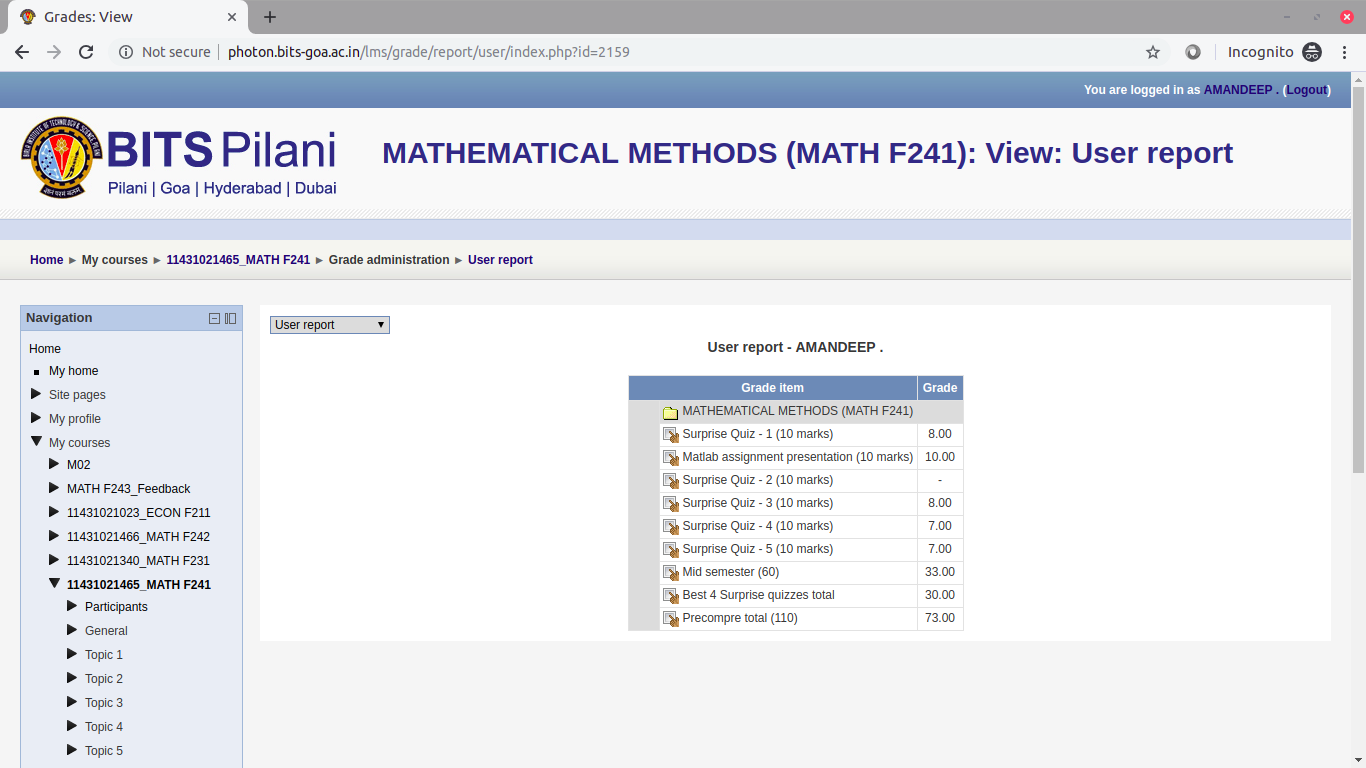 Grades: View
Not secure photon.bits-goa.ac.in/lms/grade/report/user/index.php?id=2159 Incognito
You are logged in as AMANDEEP . (Logout)
BITS Pilani
Pilani | Goa | Hyderabad | Dubai
MATHEMATICAL METHODS (MATH F241): View: User report
Home ► My courses ► 11431021465_MATH F241 ► Grade administration ► User report
Navigation
Home
My home
Site pages
My profile
My courses
M02
MATH F243_Feedback
11431021023_ECON F211
11431021466_MATH F242
11431021340_MATH F231
11431021465_MATH F241
Participants
General
Topic 1
Topic 2
Topic 3
Topic 4
Topic 5
User report
User report - AMANDEEP .
Grade item Grade
MATHEMATICAL METHODS (MATH F241)
Surprise Quiz - 1 (10 marks) 8.00
Matlab assignment presentation (10 marks) 10.00
Surprise Quiz - 2 (10 marks) -
Surprise Quiz - 3 (10 marks) 8.00
Surprise Quiz - 4 (10 marks) 7.00
Surprise Quiz - 5 (10 marks) 7.00
Mid semester (60) 33.00
Best 4 Surprise quizzes total 30.00
Precompre total (110) 73.00